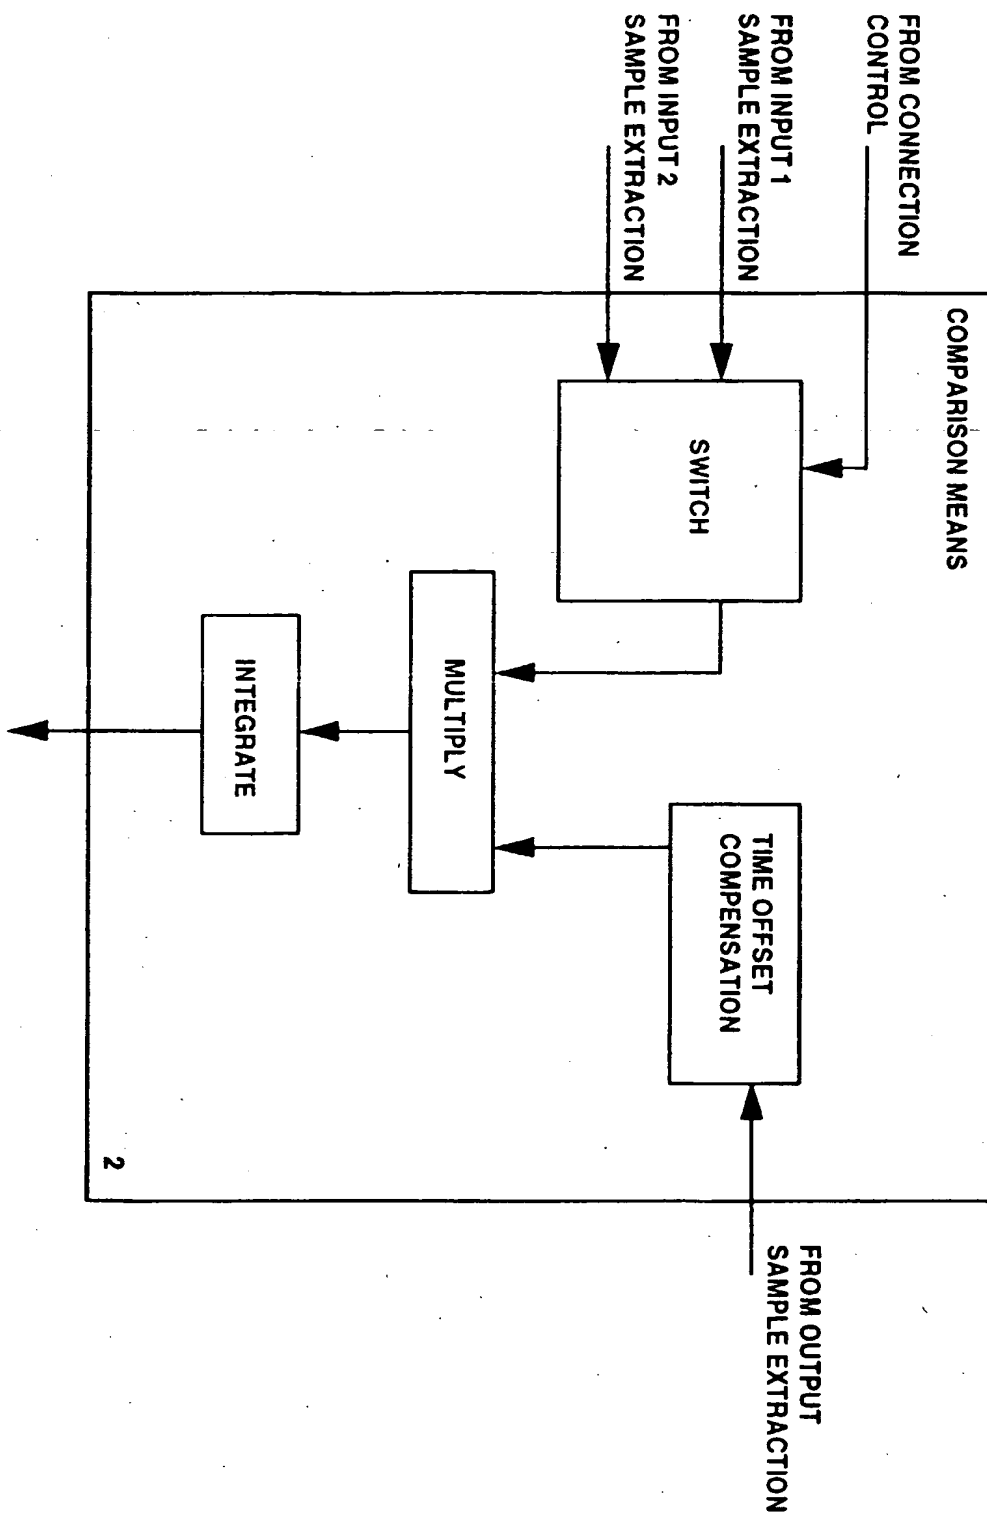 COMPARISON MEANS
FROM CONNECTION
CONTROL
FROM INPUT 1
SAMPLE EXTRACTION
FROM INPUT 2
SAMPLE EXTRACTION
SWITCH
TIME OFFSET
COMPENSATION
FROM OUTPUT
SAMPLE EXTRACTION
MULTIPLY
INTEGRATE
2